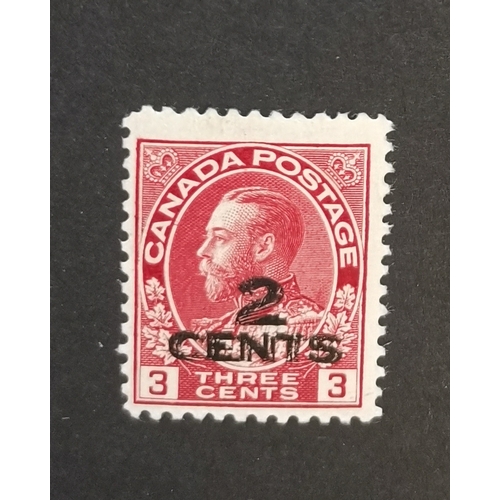 CANADA POSTAGE
2
CENTS
3 THREE 3
CENTS